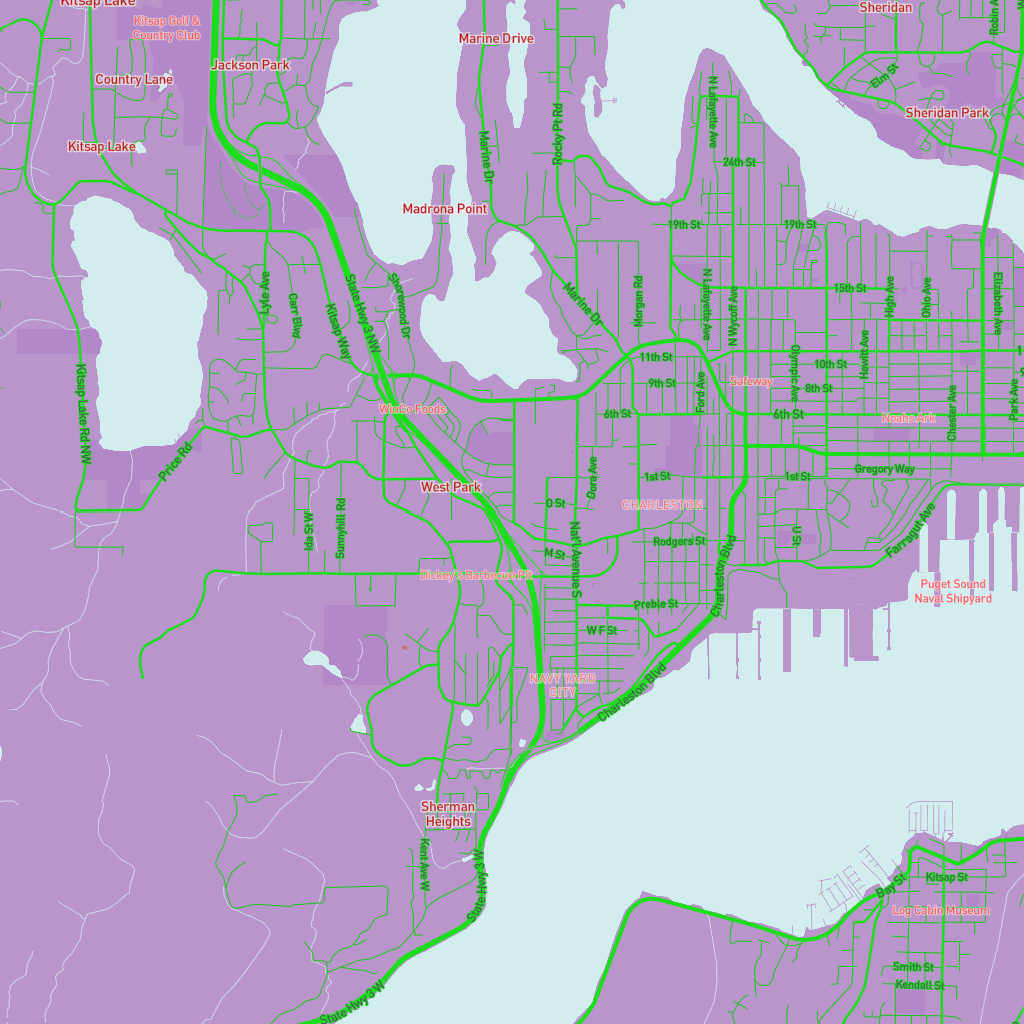 Kitsap Lake
Kitsap Golf &
Country Club
Marine Drive
Sheridan
Robin A
W
Jackson Park
Country Lane
Elm St
N Lafayette Ave
Sheridan Park
Rocky Pt Rd
Kitsap Lake
Marine Dr
24th St
Madrona Point
19th St
19th St
Lyle Ave
Carr Blvd
State Hwy 3 NW
Shorewood Dr
Kitsap Way
Marine Dr
Morgan Rd
N Lafayette Ave
N Wycoff Ave
15th St
High Ave
Ohio Ave
Elizabeth Ave
11th St
Olympic Ave
10th St
Hewitt Ave
1
9
Kitsap Lake Rd NW
9th St
Ford Ave
Safeway
8th St
Chester Ave
Park Ave
WinCo Foods
6th St
6th St
Noahs Ark
Price Rd
Dora Ave
1st St
1st St
Gregory Way
West Park
O St
CHARLESTON
Ida St W
Sunnyhill Rd
Nat'l Avenue S
M St
Rodgers St
U St
Farragut Ave
Charleston Blvd
Dickey's Barbecue Pit
Puget Sound
Naval Shipyard
Preble St
W F St
NAVY YARD
CITY
Charleston Blvd
Sherman
Heights
Kent Ave W
State Hwy 3 W
Bay St
Kitsap St
Log Cabin Museum
Smith St
Kendall St
State Hwy 3 W